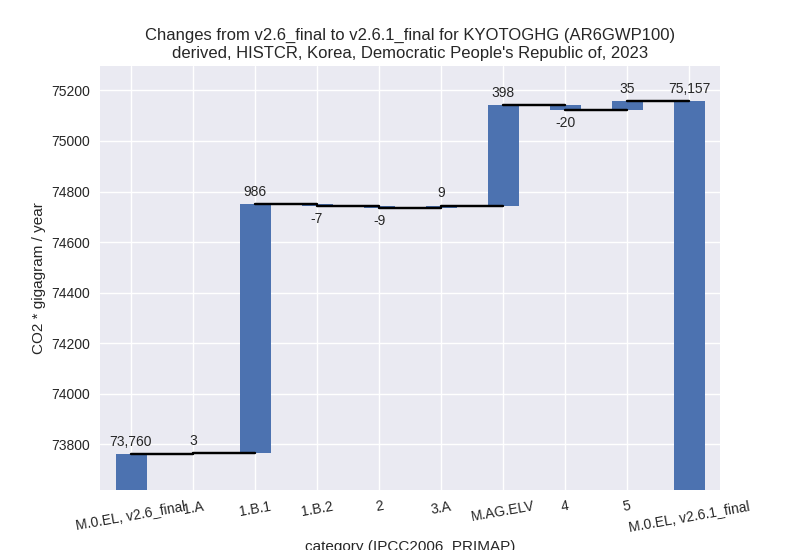 Changes from v2.6_final to v2.6.1_final for KYOTOGHG (AR6GWP100)
derived, HISTCR, Korea, Democratic People's Republic of, 2023
CO2 * gigagram / year
75200
75000
74800
74600
74400
74200
74000
73800
73,760
3
986
-7
-9
9
398
-20
35
75,157
M.0.EL, v2.6_final
1.A
1.B.1
1.B.2
2
3.A
M.AG.ELV
4
5
M.0.EL, v2.6.1_final
category (IPCC2006_PRIMAP)